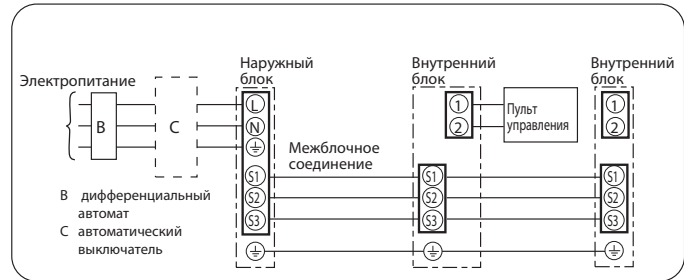 Наружный
блок
Внутренний
блок
Внутренний
блок
Электропитание
L
N
B
C
1
2
Пульт
управления
1
2
Межблочное
соединение
S1
S2
S3
S1
S2
S3
S1
S2
S3
B дифференциальный
автомат
C автоматический
выключатель